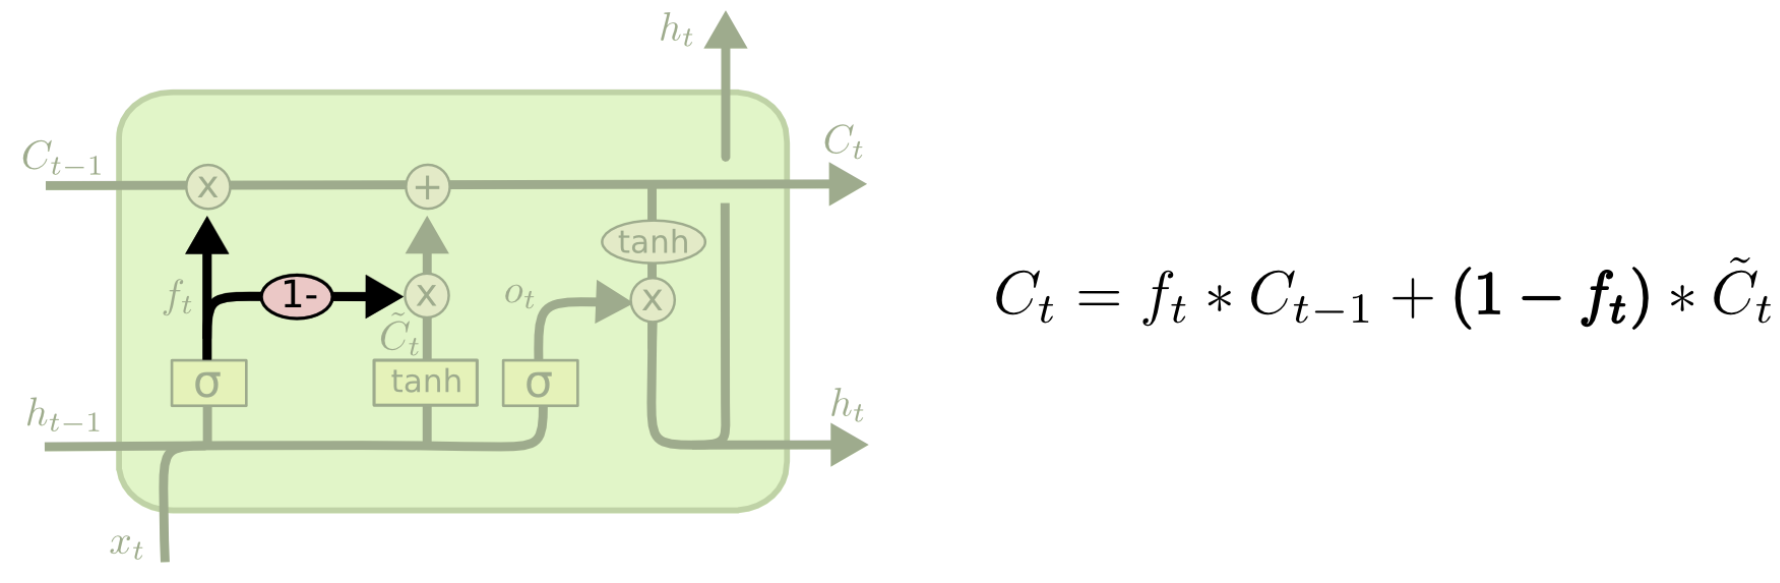 h_t
C_{t-1}
C_t
x
+
tanh
f_t
1-
x
o_t
x
C̃_t
σ
tanh
σ
h_{t-1}
h_t
x_t
C_t = f_t * C_{t-1} + (1 − f_t) * C̃_t